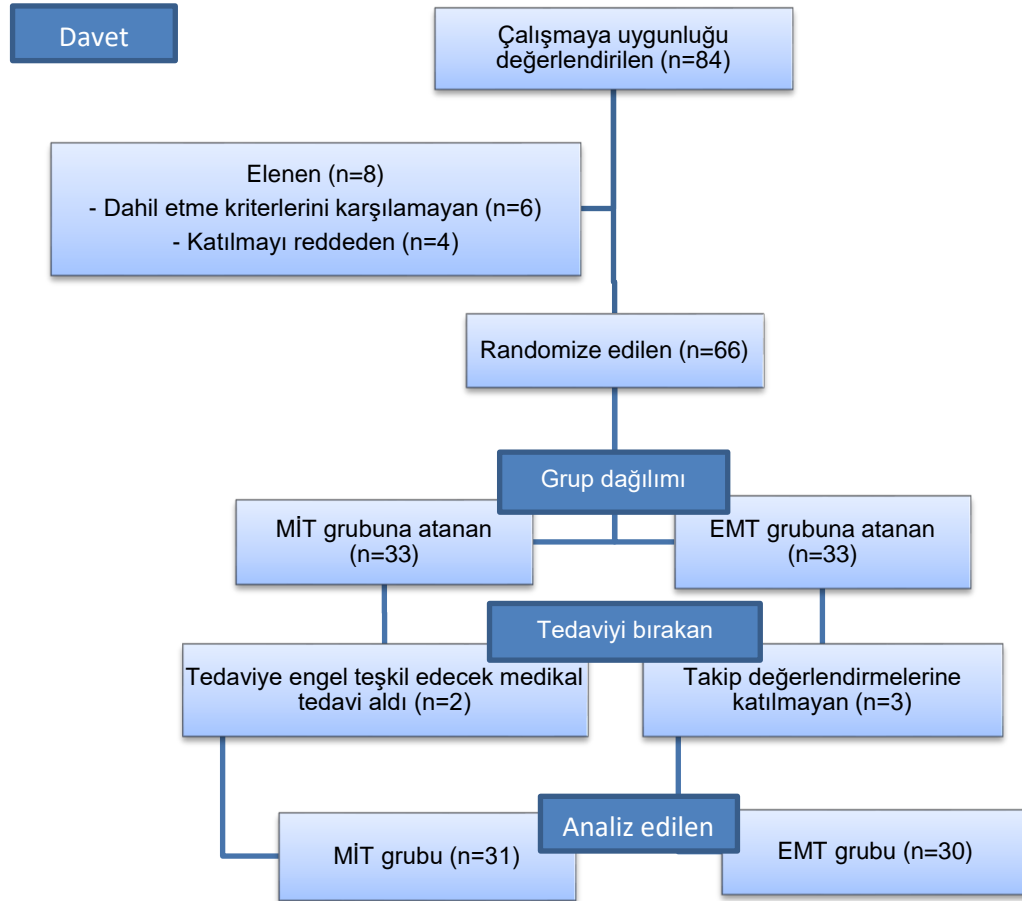 Davet
Çalışmaya uygunluğu
değerlendirilen (n=84)
Elenen (n=8)
- Dahil etme kriterlerini karşılamayan (n=6)
- Katılmayı reddeden (n=4)
Randomize edilen (n=66)
Grup dağılımı
MİT grubuna atanan
(n=33)
EMT grubuna atanan
(n=33)
Tedaviyi bırakan
Tedaviye engel teşkil edecek medikal
tedavi aldı (n=2)
Takip değerlendirmelerine
katılmayan (n=3)
Analiz edilen
MİT grubu (n=31)
EMT grubu (n=30)